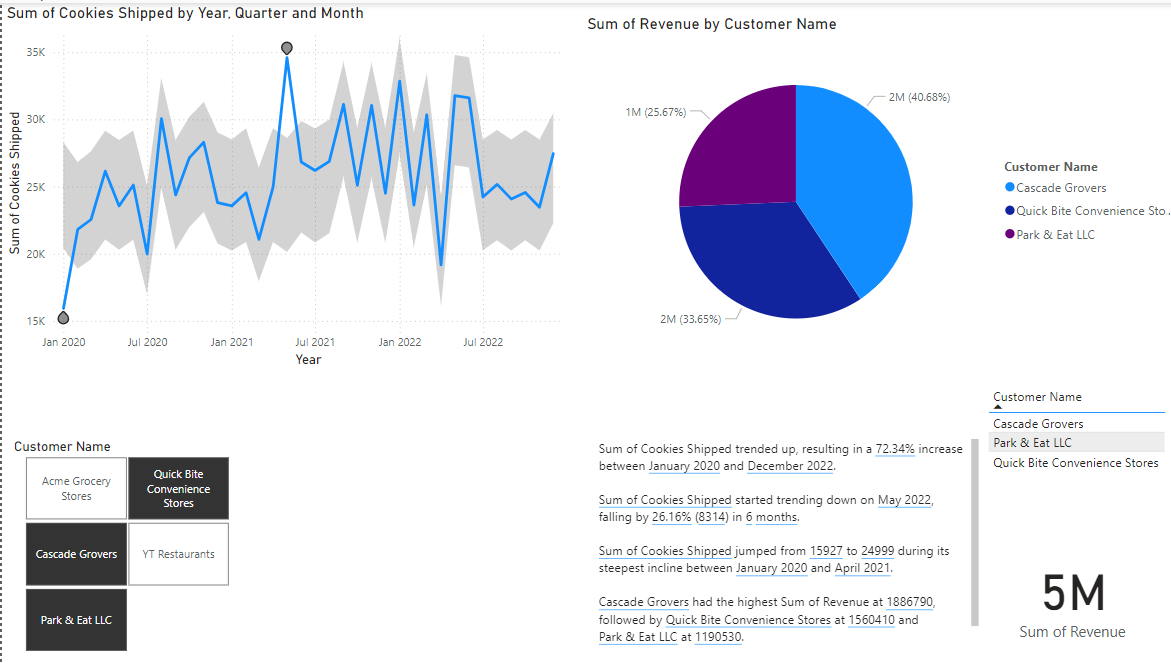 Sum of Cookies Shipped by Year, Quarter and Month
35K
30K
25K
20K
15K
Sum of Cookies Shipped
Jan 2020
Jul 2020
Jan 2021
Jul 2021
Jan 2022
Jul 2022
Year
Sum of Revenue by Customer Name
2M (40.68%)
1M (25.67%)
2M (33.65%)
Customer Name
Cascade Grovers
Quick Bite Convenience Sto...
Park & Eat LLC
Customer Name
Acme Grocery
Stores
Quick Bite
Convenience
Stores
Cascade Grovers
YT Restaurants
Park & Eat LLC
Sum of Cookies Shipped trended up, resulting in a 72.34% increase
between January 2020 and December 2022.
Sum of Cookies Shipped started trending down on May 2022,
falling by 26.16% (8314) in 6 months.
Sum of Cookies Shipped jumped from 15927 to 24999 during its
steepest incline between January 2020 and April 2021.
Cascade Grovers had the highest Sum of Revenue at 1886790,
followed by Quick Bite Convenience Stores at 1560410 and
Park & Eat LLC at 1190530.
Customer Name
Cascade Grovers
Park & Eat LLC
Quick Bite Convenience Stores
5M
Sum of Revenue